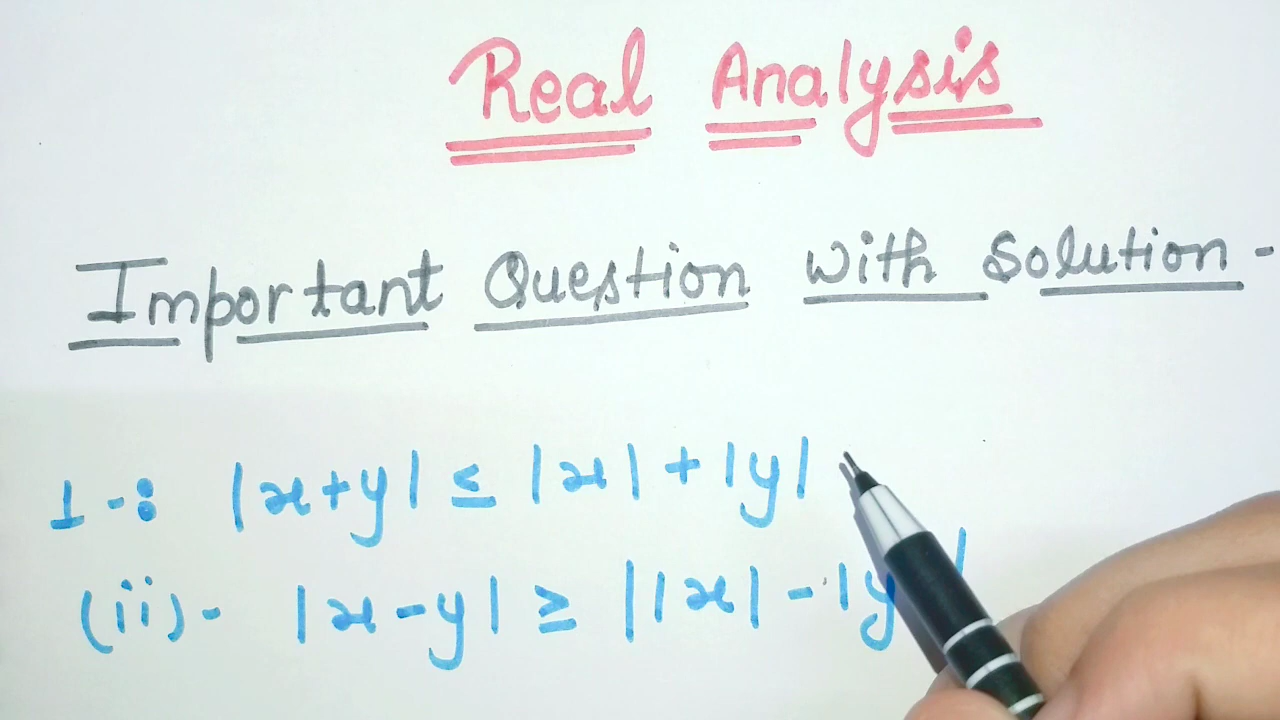 Real Analysis
Important Question with Solution -
1-: |x+y| ≤ |x| + |y|
(ii)- |x-y| ≥ ||x| - |y